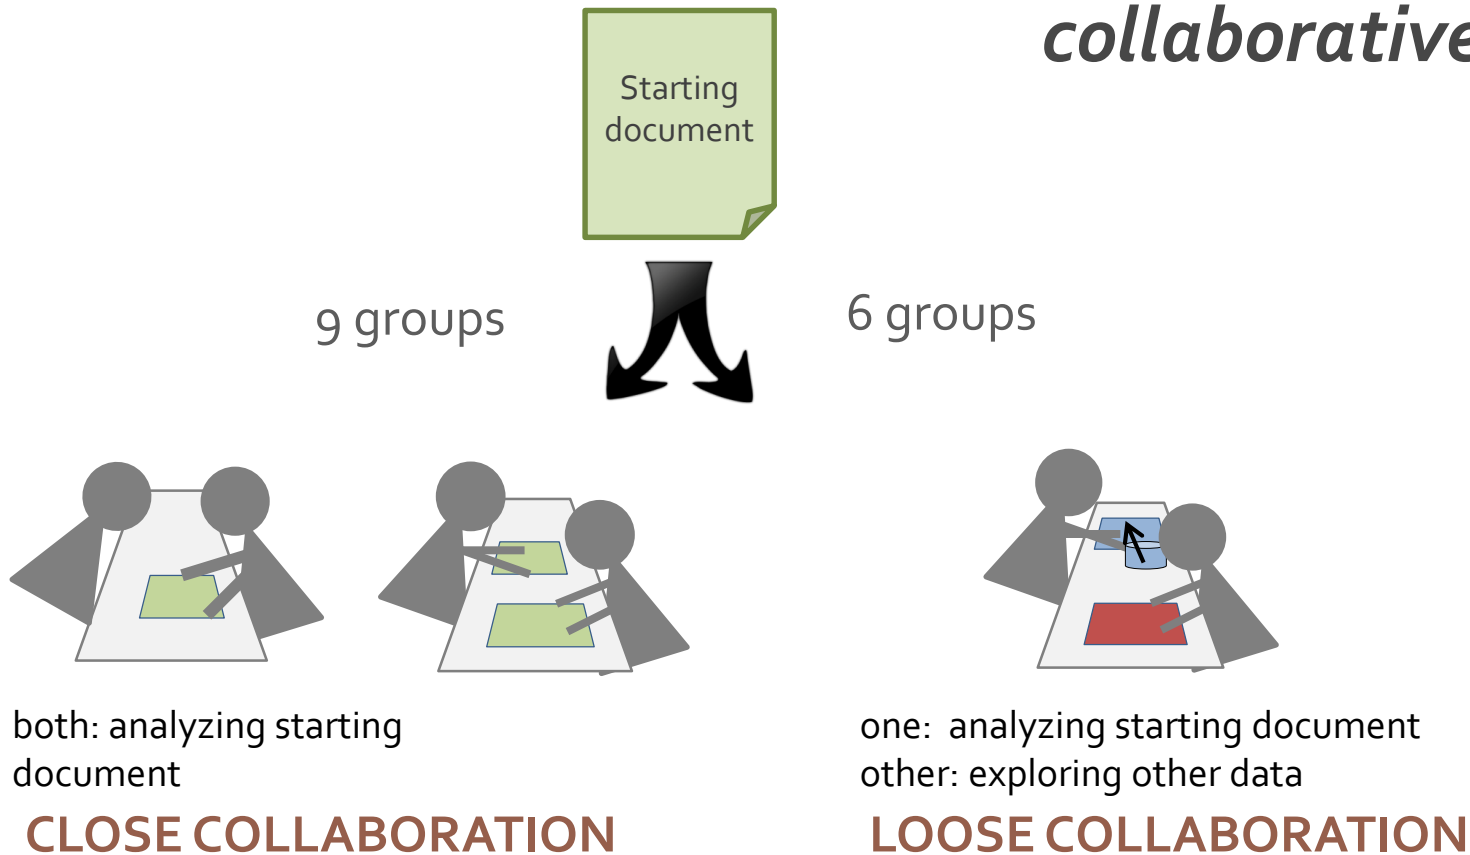 collaborative
Starting
document
9 groups
6 groups
both: analyzing starting
document
CLOSE COLLABORATION
one: analyzing starting document
other: exploring other data
LOOSE COLLABORATION